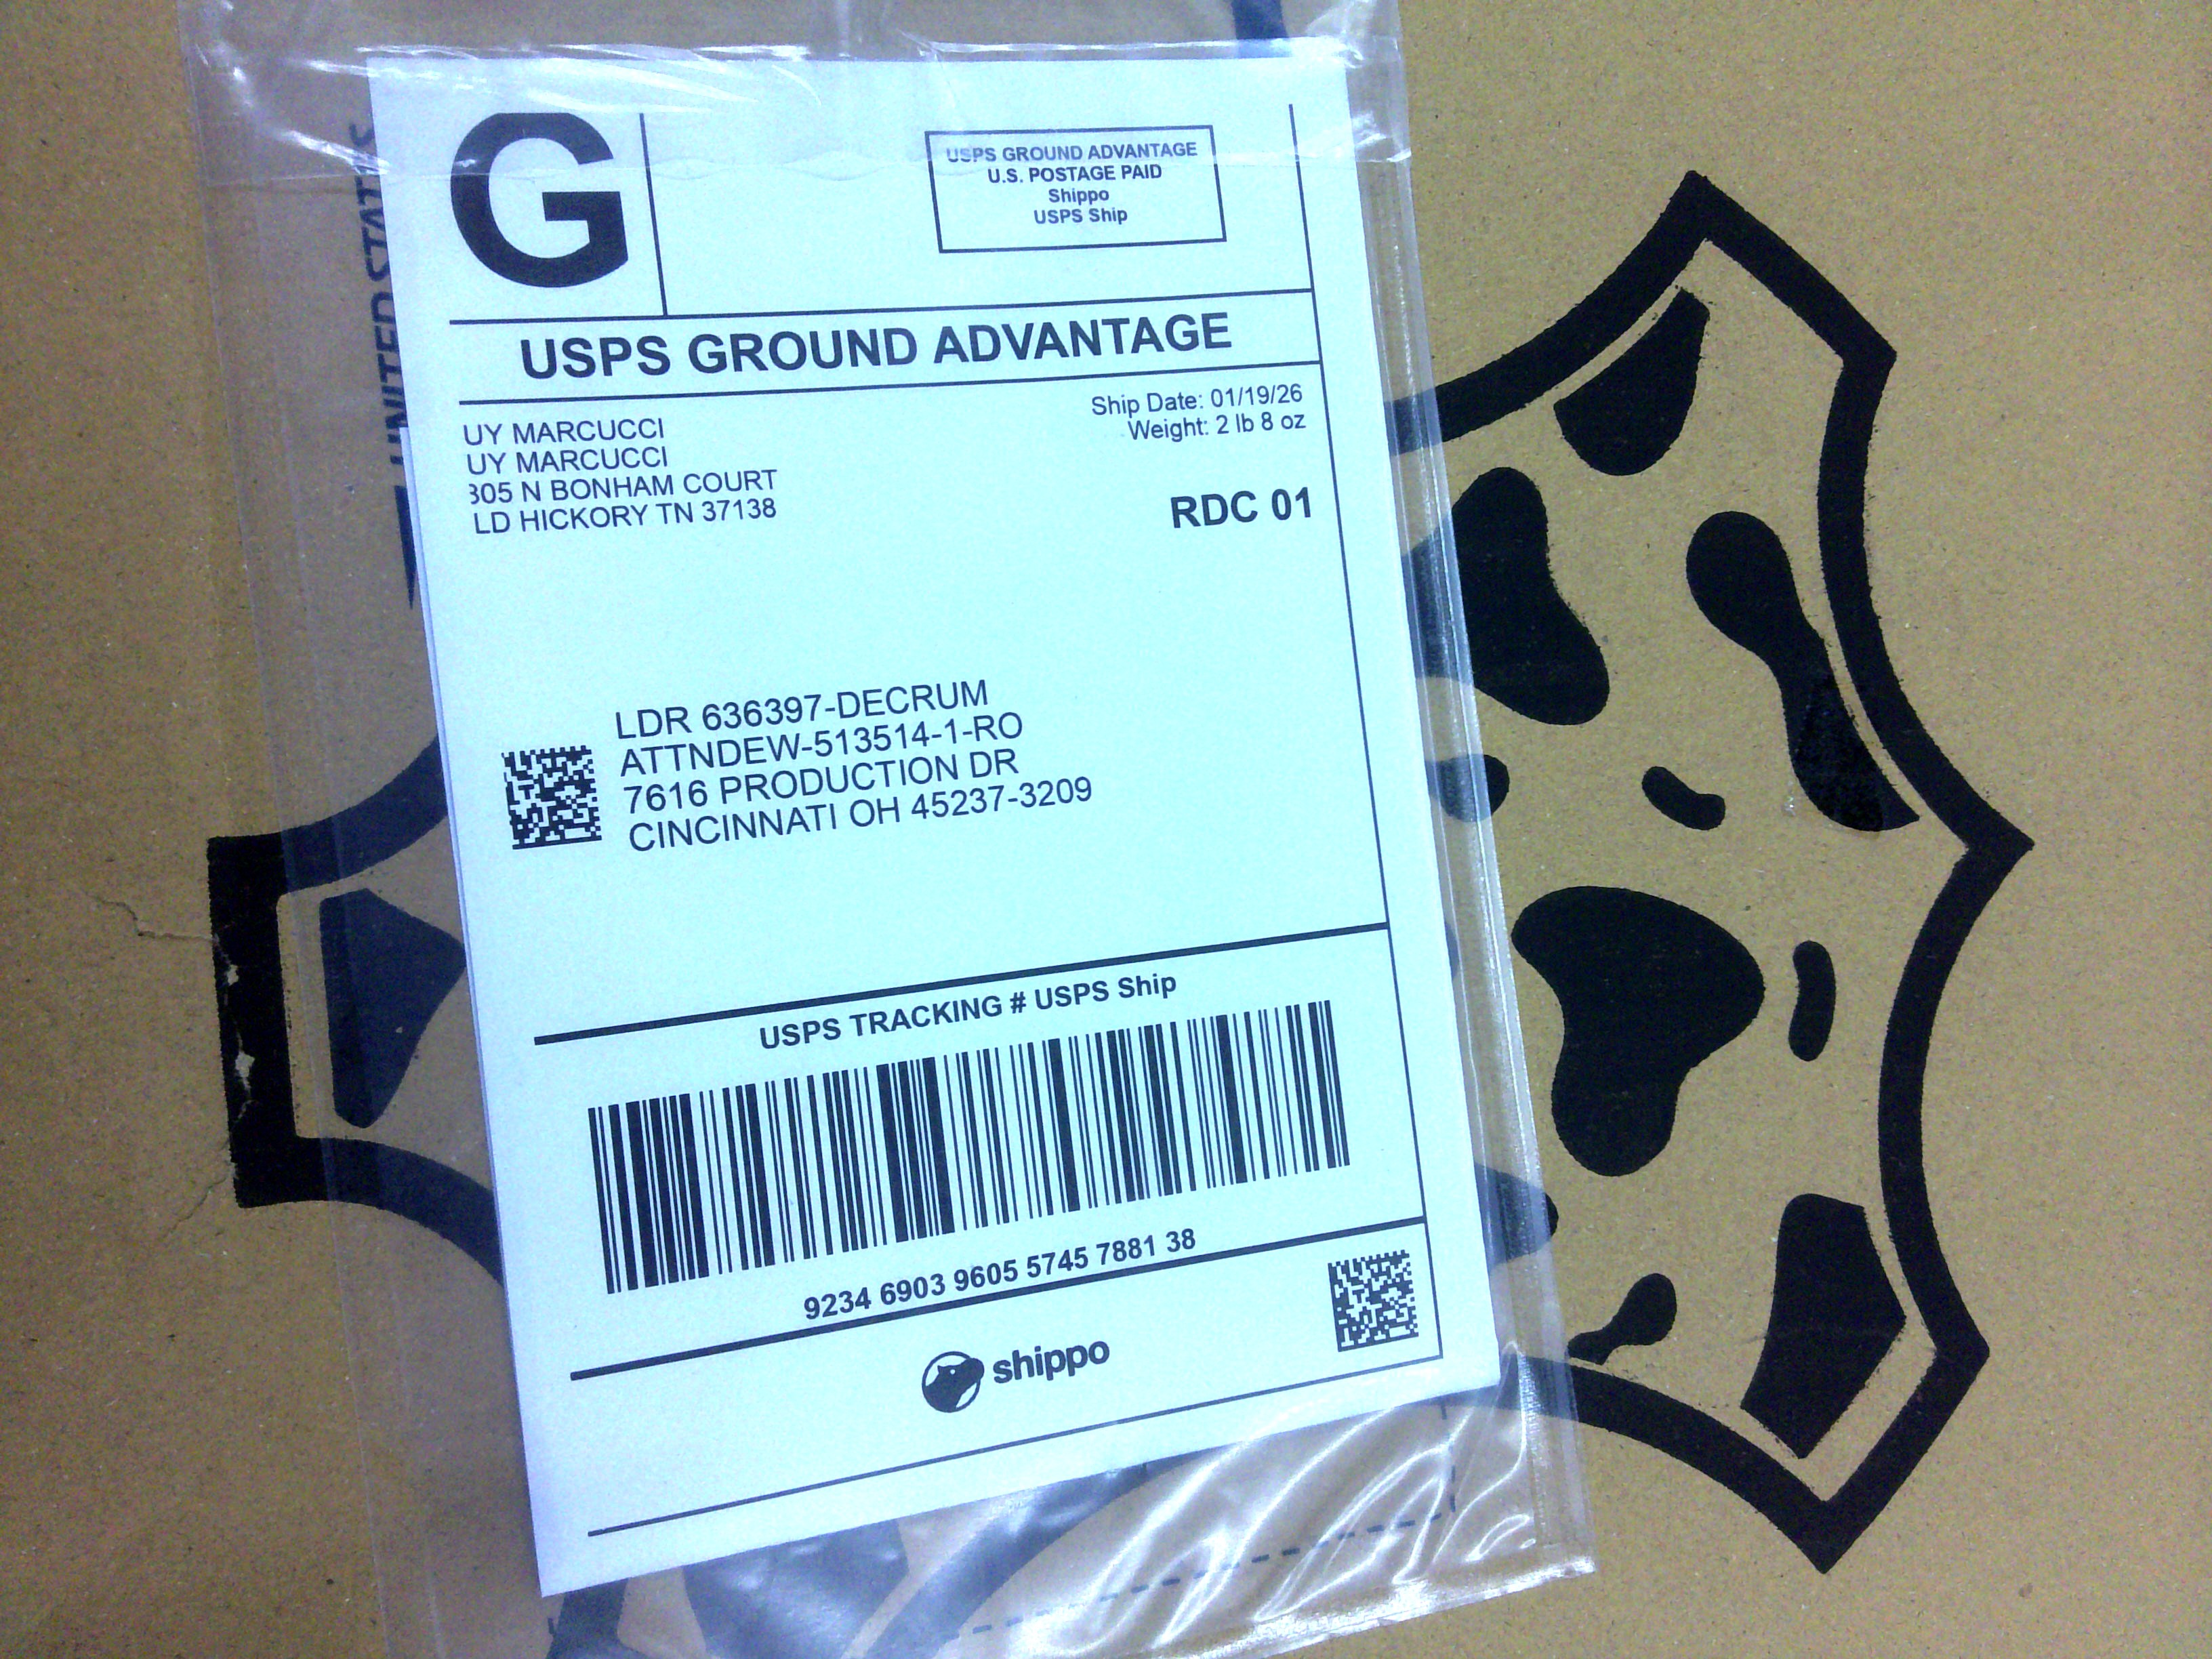 G
USPS GROUND ADVANTAGE
U.S. POSTAGE PAID
Shippo
USPS Ship
USPS GROUND ADVANTAGE
UY MARCUCCI
UY MARCUCCI
305 N BONHAM COURT
LD HICKORY TN 37138
Ship Date: 01/19/26
Weight: 2 lb 8 oz
RDC 01
LDR 636397-DECRUM
ATTNDEW-513514-1-RO
7616 PRODUCTION DR
CINCINNATI OH 45237-3209
USPS TRACKING # USPS Ship
9234 6903 9605 5745 7881 38
shippo
UNITED STATES